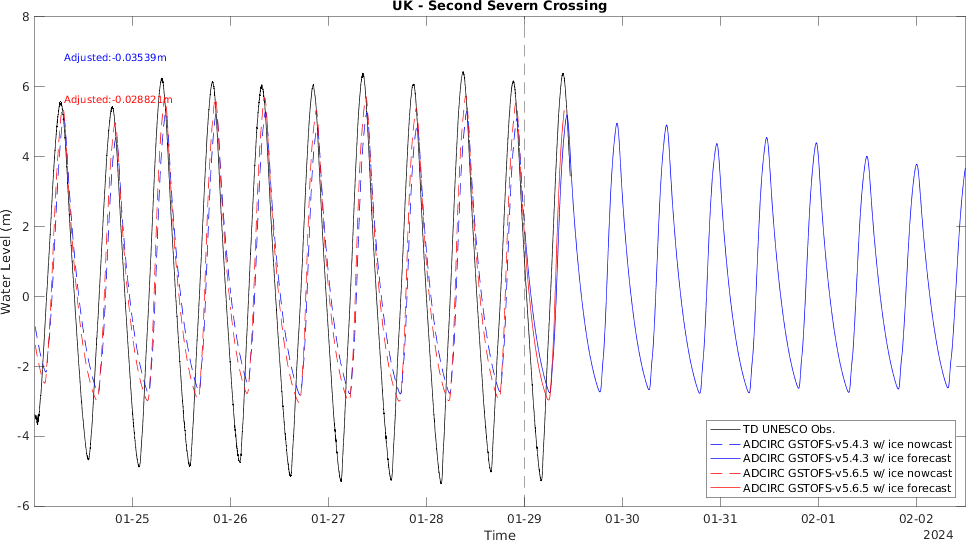 UK - Second Severn Crossing
8
Adjusted:-0.03539m
6
Adjusted:-0.028821m
4
2
Water Level (m)
0
-2
-4
TD UNESCO Obs.
ADCIRC GSTOFS-v5.4.3 w/ ice nowcast
ADCIRC GSTOFS-v5.4.3 w/ ice forecast
ADCIRC GSTOFS-v5.6.5 w/ ice nowcast
ADCIRC GSTOFS-v5.6.5 w/ ice forecast
-6
01-25 01-26 01-27 01-28 01-29 01-30 01-31 02-01 02-02
Time
2024